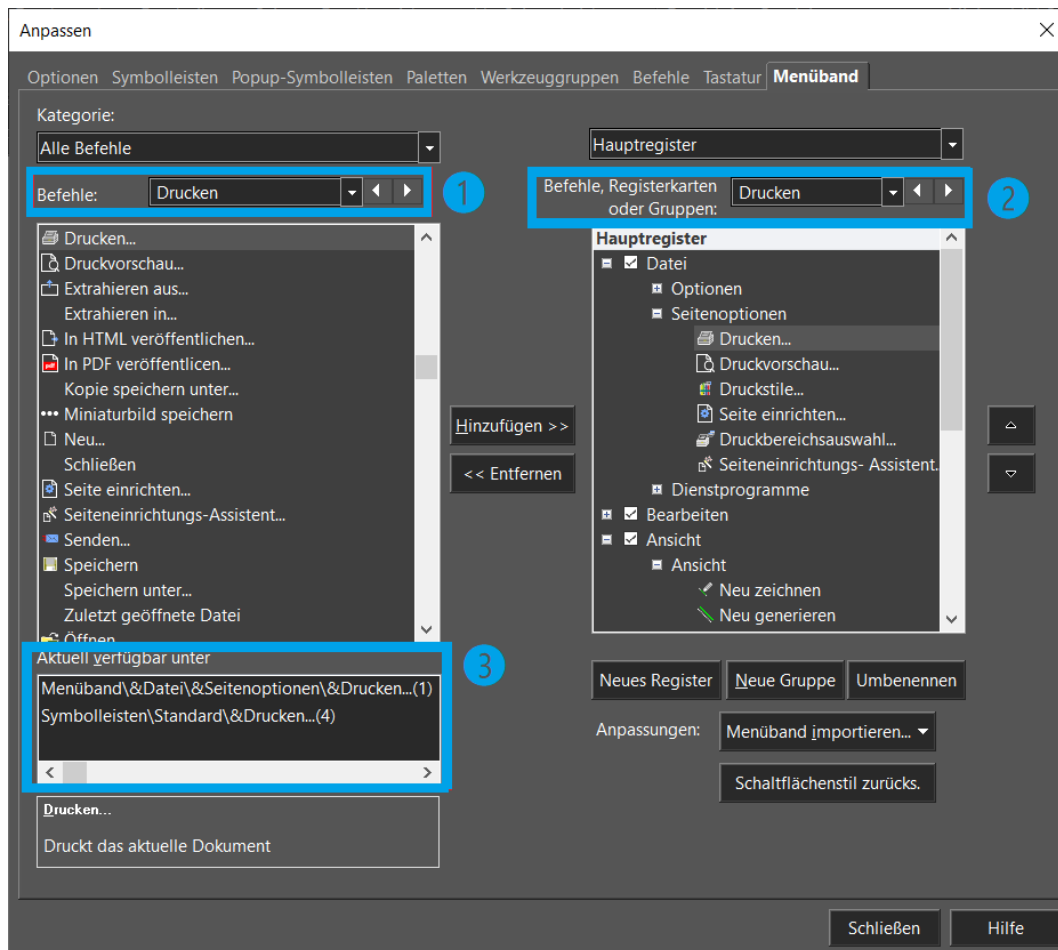 Anpassen
Optionen Symbolleisten Popup-Symbolleisten Paletten Werkzeuggruppen Befehle Tastatur Menüband
Kategorie:
Alle Befehle
Befehle: Drucken
1
Drucken...
Druckvorschau...
Extrahieren aus...
Extrahieren in...
In HTML veröffentlichen...
In PDF veröffentlicen...
Kopie speichern unter...
Miniaturbild speichern
Neu...
Schließen
Seite einrichten...
Seiteneinrichtungs-Assistent...
Senden...
Speichern
Speichern unter...
Zuletzt geöffnete Datei
Öffnen
Aktuell verfügbar unter
3
Menüband\&Datei\&Seitenoptionen\&Drucken...(1)
Symbolleisten\Standard\&Drucken...(4)
Drucken...
Druckt das aktuelle Dokument
Hinzufügen >>
<< Entfernen
Hauptregister
Befehle, Registerkarten
oder Gruppen:
Drucken
2
Hauptregister
Datei
Optionen
Seitenoptionen
Drucken...
Druckvorschau...
Druckstile...
Seite einrichten...
Druckbereichsauswahl...
Seiteneinrichtungs- Assistent.
Dienstprogramme
Bearbeiten
Ansicht
Ansicht
Neu zeichnen
Neu generieren
Neues Register Neue Gruppe Umbenennen
Anpassungen: Menüband importieren...
Schaltflächenstil zurücks.
Schließen Hilfe